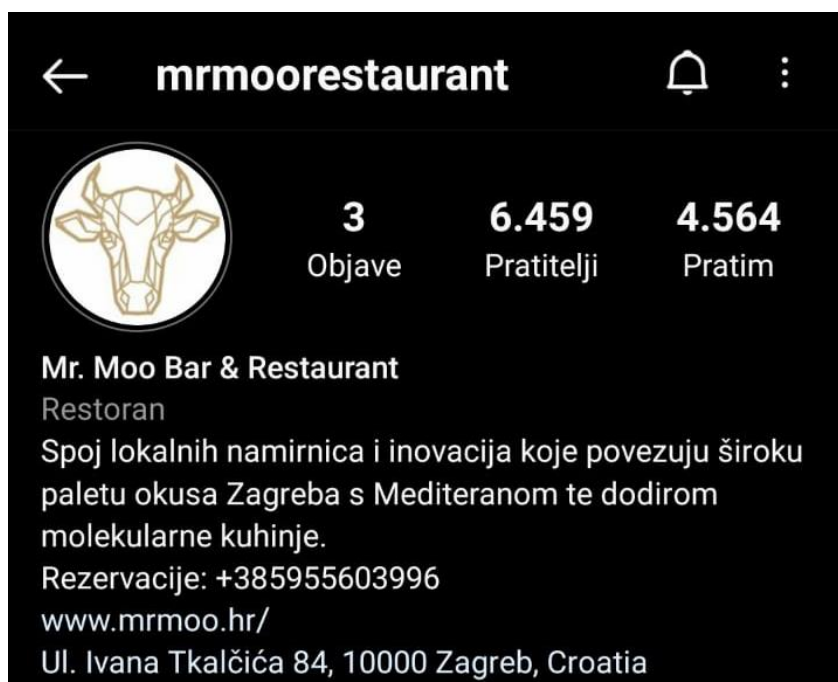 mrmoorestaurant
3 6.459 4.564
Objave Pratitelji Pratim
Mr. Moo Bar & Restaurant
Restoran
Spoj lokalnih namirnica i inovacija koje povezuju široku
paletu okusa Zagreba s Mediteranom te dodirom
molekularne kuhinje.
Rezervacije: +385955603996
www.mrmoo.hr/
Ul. Ivana Tkalčića 84, 10000 Zagreb, Croatia